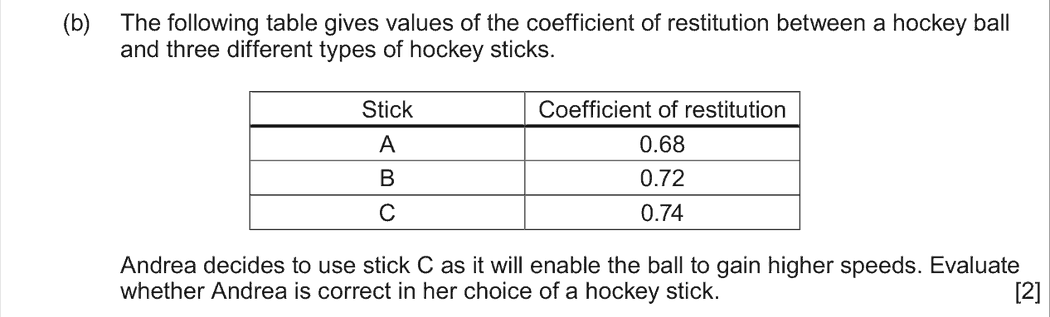 (b) The following table gives values of the coefficient of restitution between a hockey ball
and three different types of hockey sticks.
Stick Coefficient of restitution
A 0.68
B 0.72
C 0.74
Andrea decides to use stick C as it will enable the ball to gain higher speeds. Evaluate
whether Andrea is correct in her choice of a hockey stick. [2]